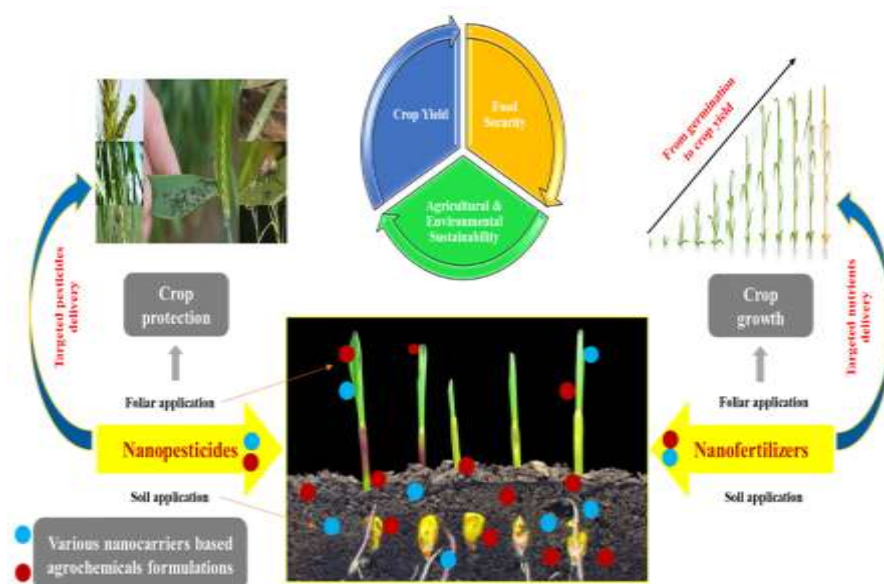 Crop Yield
Food
Security
Agricultural &
Environmental
Sustainability
From germination
to crop yield
Targeted pesticides
delivery
Crop
protection
Crop
growth
Targeted nutrients
delivery
Foliar application
Foliar application
Nanopesticides
Nanofertilizers
Soil application
Soil application
Various nanocarriers based
agrochemicals formulations